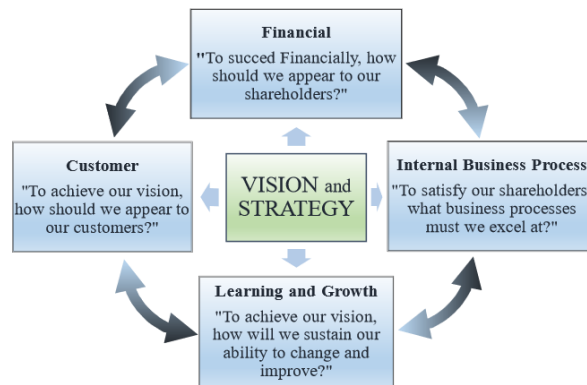 Financial
"To succed Financially, how
should we appear to our
shareholders?"
Customer
"To achieve our vision,
how should we appear to
our customers?"
VISION and
STRATEGY
Internal Business Process
"To satisfy our shareholders
what business processes
must we excel at?"
Learning and Growth
"To achieve our vision,
how will we sustain our
ability to change and
improve?"